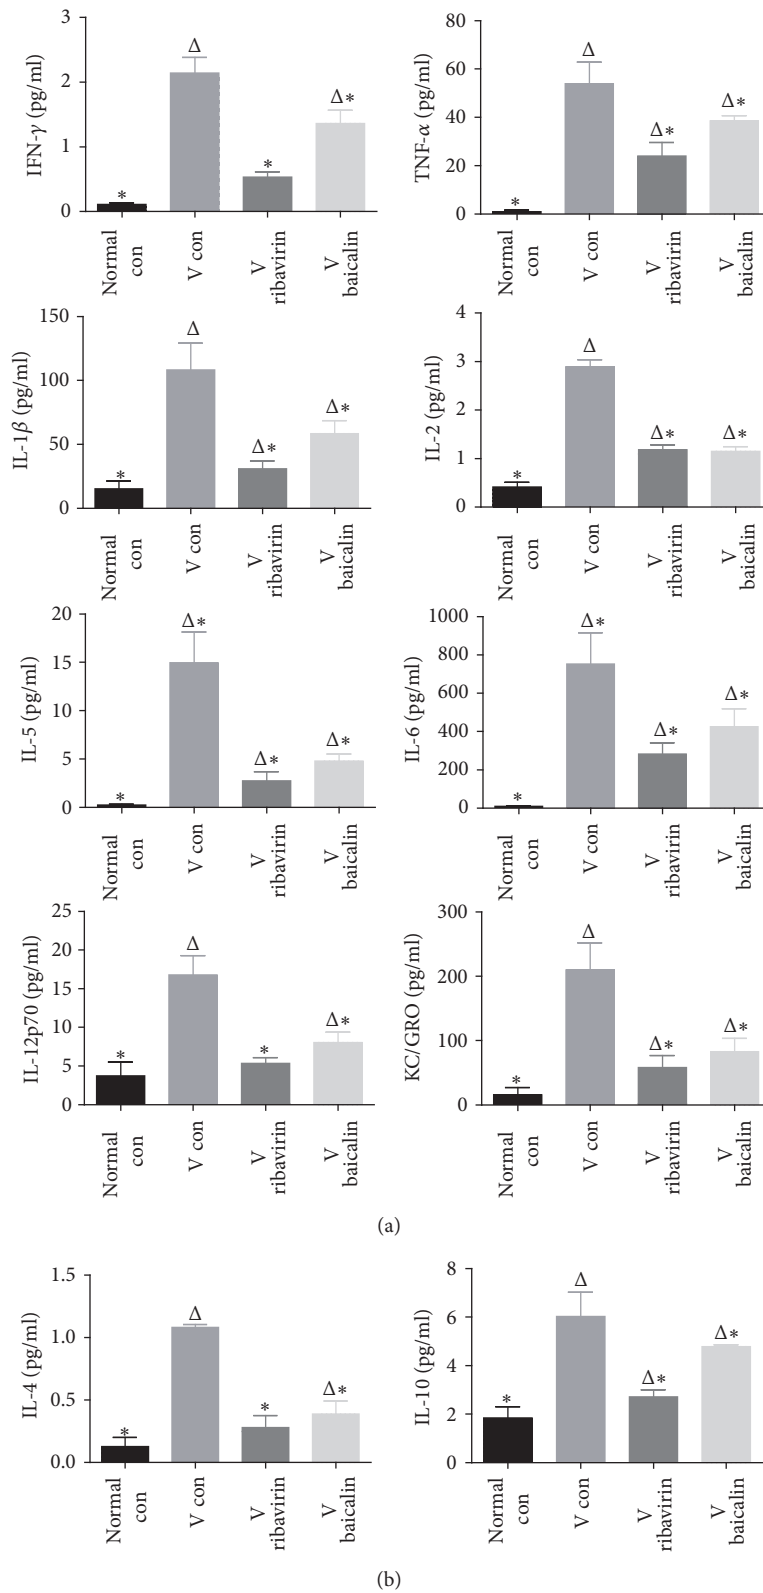 IFN-γ (pg/ml)
3
2
1
0
Δ
Δ*
*
*
Normal
con
V con
V
ribavirin
V
baicalin
TNF-α (pg/ml)
80
60
40
20
0
Δ
Δ*
Δ*
*
Normal
con
V con
V
ribavirin
V
baicalin
IL-1β (pg/ml)
150
100
50
0
Δ
Δ*
Δ*
*
Normal
con
V con
V
ribavirin
V
baicalin
IL-2 (pg/ml)
4
3
2
1
0
Δ
Δ*
Δ*
*
Normal
con
V con
V
ribavirin
V
baicalin
IL-5 (pg/ml)
20
15
10
5
0
Δ*
Δ*
Δ*
*
Normal
con
V con
V
ribavirin
V
baicalin
IL-6 (pg/ml)
1000
800
600
400
200
0
Δ*
Δ*
Δ*
*
Normal
con
V con
V
ribavirin
V
baicalin
IL-12p70 (pg/ml)
25
20
15
10
5
0
Δ
Δ*
*
*
Normal
con
V con
V
ribavirin
V
baicalin
KC/GRO (pg/ml)
300
200
100
0
Δ
Δ*
Δ*
*
Normal
con
V con
V
ribavirin
V
baicalin
(a)
IL-4 (pg/ml)
1.5
1.0
0.5
0.0
Δ
Δ*
*
*
Normal
con
V con
V
ribavirin
V
baicalin
IL-10 (pg/ml)
8
6
4
2
0
Δ
Δ*
Δ*
*
Normal
con
V con
V
ribavirin
V
baicalin
(b)